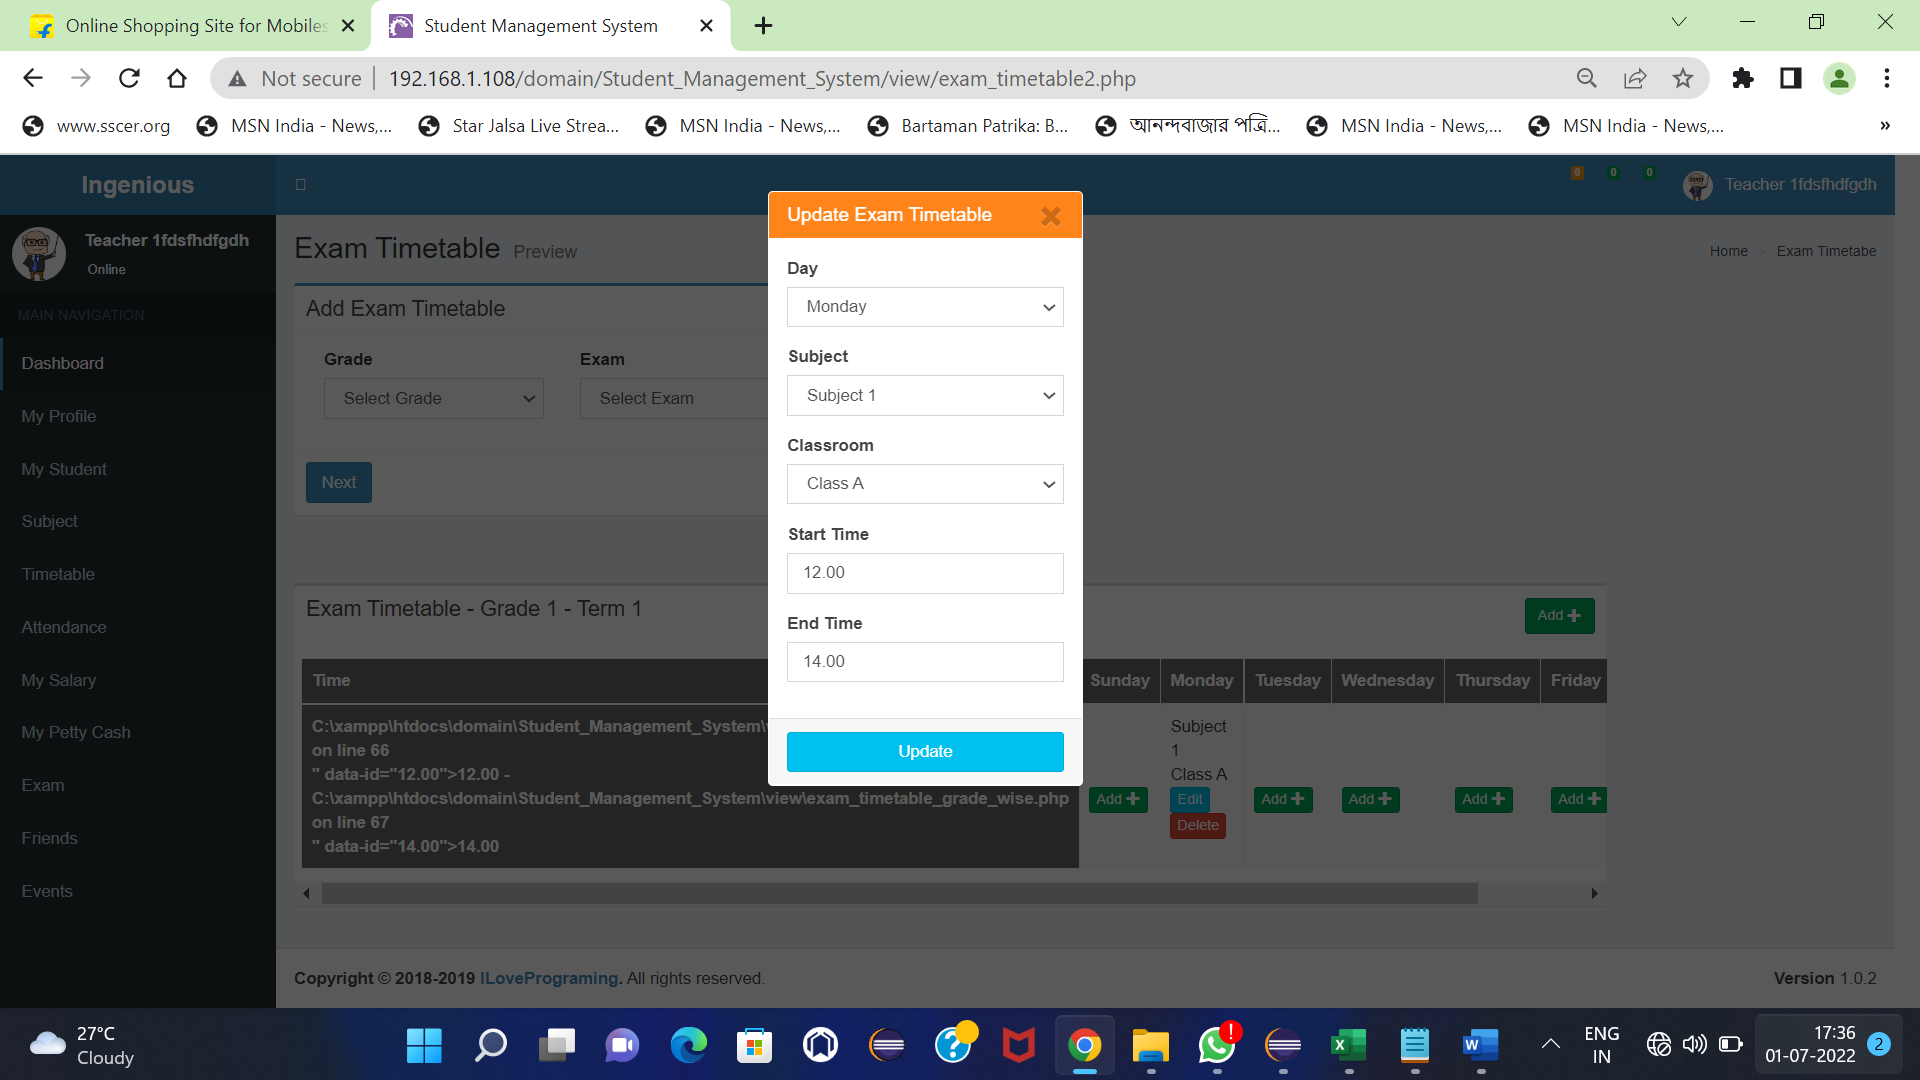 Online Shopping Site for Mobiles
Student Management System
Not secure
192.168.1.108/domain/Student_Management_System/view/exam_timetable2.php
www.sscer.org
MSN India - News,...
Star Jalsa Live Strea...
MSN India - News,...
Bartaman Patrika: B...
আনন্দবাজার পত্রি...
MSN India - News,...
MSN India - News,...
»
Ingenious
0
0
0
Teacher 1fdsfhdfgdh
Teacher 1fdsfhdfgdh
Online
MAIN NAVIGATION
Dashboard
My Profile
My Student
Subject
Timetable
Attendance
My Salary
My Petty Cash
Exam
Friends
Events
Exam Timetable Preview
Home > Exam Timetabe
Add Exam Timetable
Grade
Select Grade
Exam
Select Exam
Next
Update Exam Timetable
Day
Monday
Subject
Subject 1
Classroom
Class A
Start Time
12.00
End Time
14.00
Update
Exam Timetable - Grade 1 - Term 1
Add
Time
Sunday
Monday
Tuesday
Wednesday
Thursday
Friday
C:\xampp\htdocs\domain\Student_Management_System\v
on line 66
" data-id="12.00">12.00 -
C:\xampp\htdocs\domain\Student_Management_System\view\exam_timetable_grade_wise.php
on line 67
" data-id="14.00">14.00
Add
Subject
1
Class A
Edit
Delete
Add
Add
Add
Add
Copyright © 2018-2019 ILovePrograming. All rights reserved.
Version 1.0.2
27°C
Cloudy
ENG
IN
17:36
01-07-2022
2